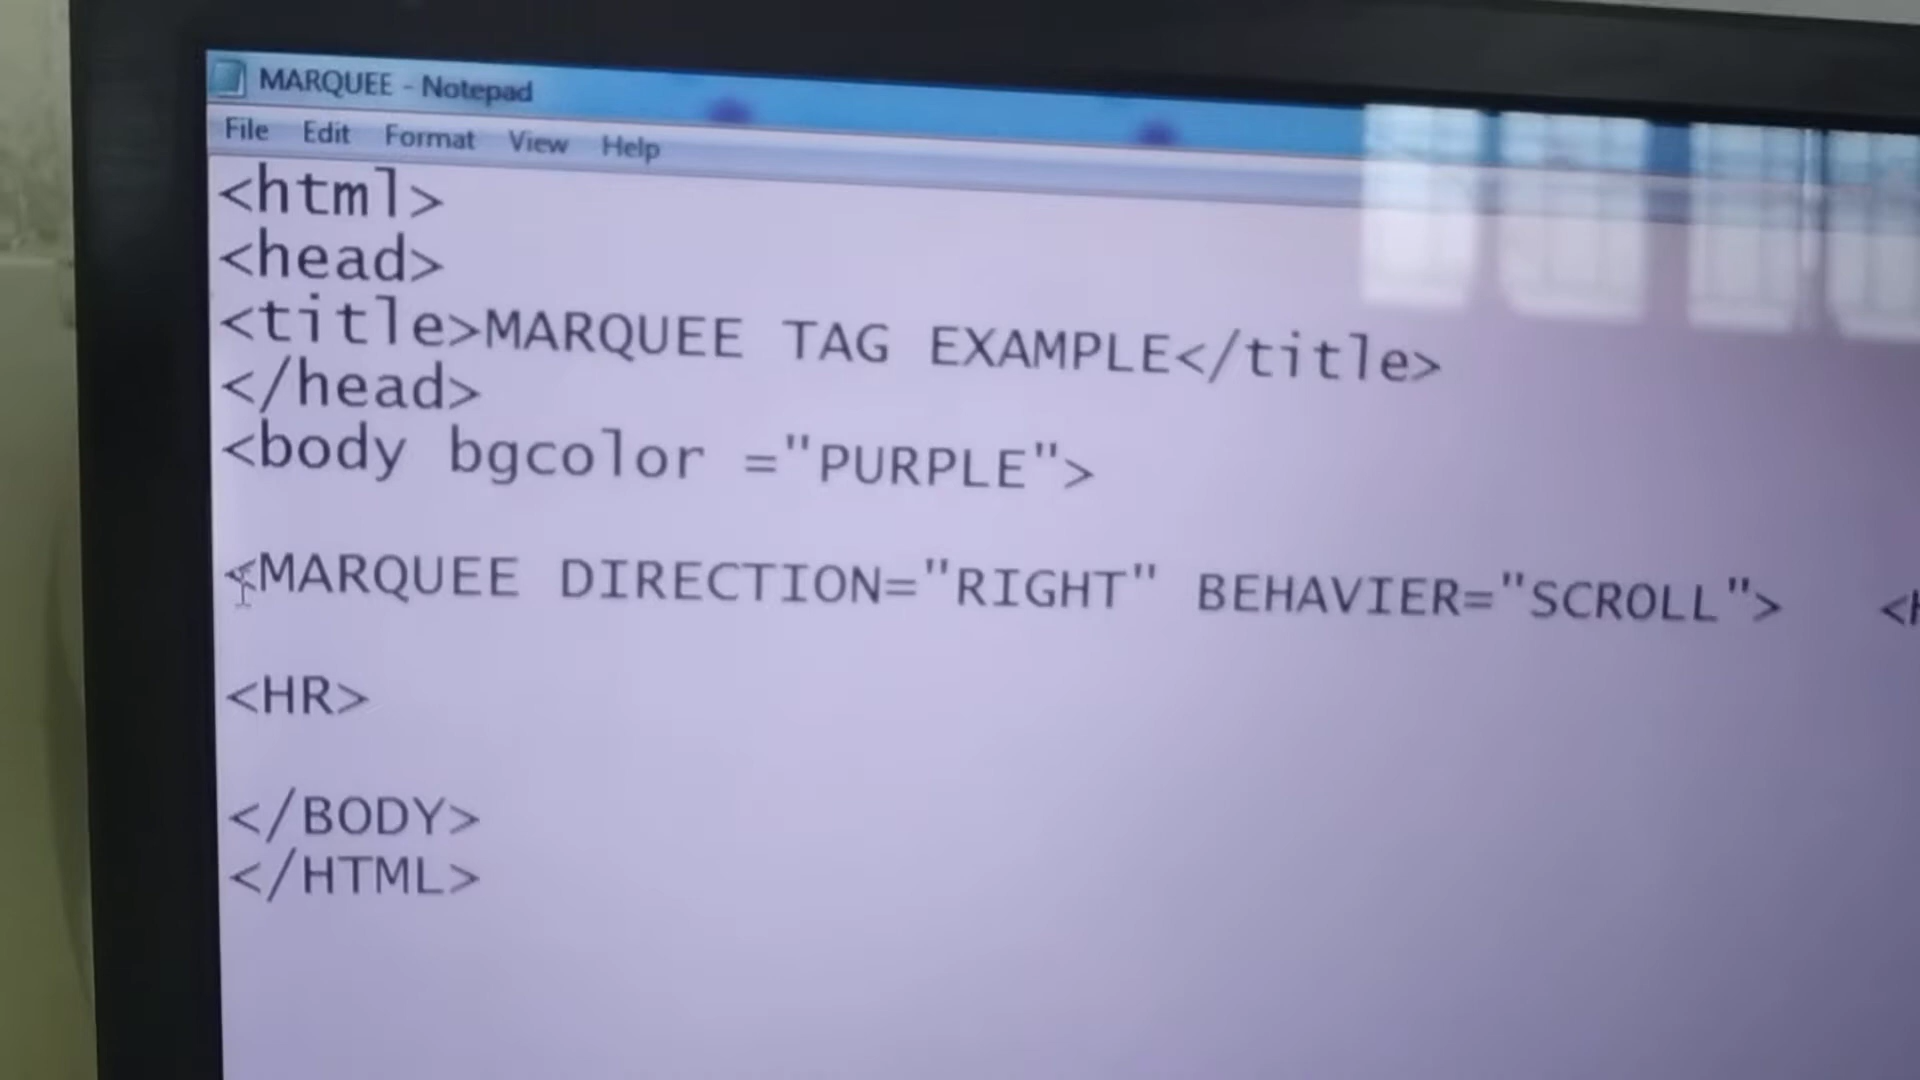 MARQUEE - Notepad
File Edit Format View Help
<html>
<head>
<title>MARQUEE TAG EXAMPLE</title>
</head>
<body bgcolor ="PURPLE">
<MARQUEE DIRECTION="RIGHT" BEHAVIER="SCROLL">
<HR>
</BODY>
</HTML>